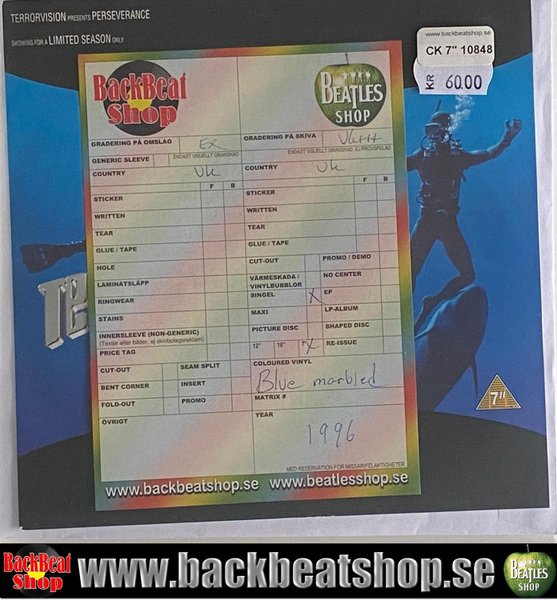 TERRORVISION PRESENTS PERSEVERANCE
SHOWING FOR A LIMITED SEASON ONLY
www.backbeatshop.se
CK 7" 10848
KR 60.00
BackBeat
Shop
BEATLES
SHOP
GRADERING PÅ OMSLAG EX
ENDAST VISUELLT GRANSKAD
GRADERING PÅ SKIVA VG+++
ENDAST VISUELLT GRANSKAD, EJ PROVSPELAD
GENERIC SLEEVE
COUNTRY Uk
COUNTRY Uk
F B
F B
STICKER
STICKER
WRITTEN
WRITTEN
TEAR
TEAR
GLUE / TAPE
GLUE / TAPE
HOLE
CUT-OUT
PROMO / DEMO
LAMINATSLÄPP
VÄRMESKADA /
VINYLBUBBLOR
NO CENTER
RINGWEAR
SINGEL X
EP
STAINS
MAXI
LP-ALBUM
INNERSLEEVE (NON-GENERIC)
(Texter eller bilder, ej skivbolagsreklam)
PICTURE DISC
SHAPED DISC
PRICE TAG
12" 10" 7" X
RE-ISSUE
CUT-OUT
SEAM SPLIT
COLOURED VINYL
Blue marbled
BENT CORNER
INSERT
FOLD-OUT
PROMO
MATRIX #
ÖVRIGT
YEAR
1996
MED RESERVATION FÖR MISSARIFELAKTIGHETER
www.backbeatshop.se www.beatlesshop.se
TE
7"
BackBeat
Shop
www.backbeatshop.se
BEATLES
SHOP